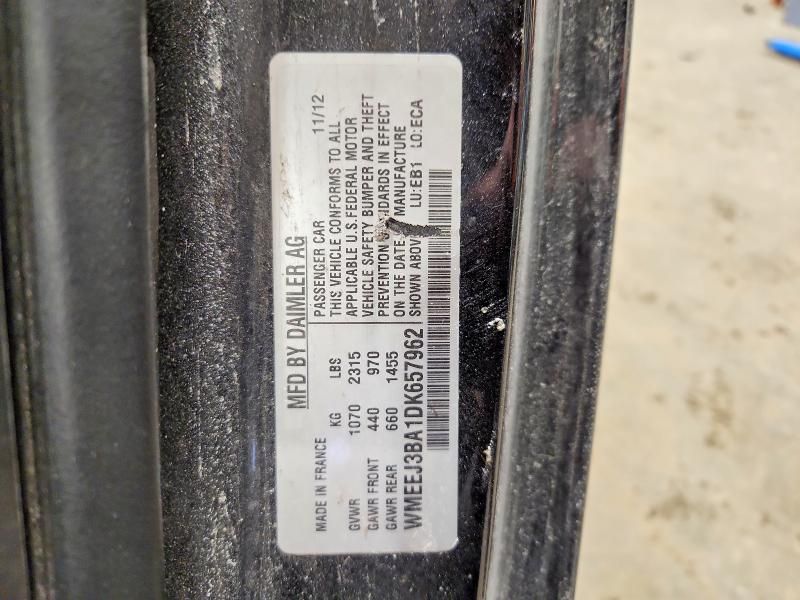 MFD BY DAIMLER AG
PASSENGER CAR 11/12
THIS VEHICLE CONFORMS TO ALL
APPLICABLE U.S. FEDERAL MOTOR
VEHICLE SAFETY, BUMPER AND THEFT
PREVENTION STANDARDS IN EFFECT
ON THE DATE MANUFACTURE
SHOWN ABOVE LU:EB1 LO:ECA
MADE IN FRANCE
KG LBS
GVWR 1070 2315
GAWR FRONT 440 970
GAWR REAR 660 1455
WMEEJ3BA1DK657962